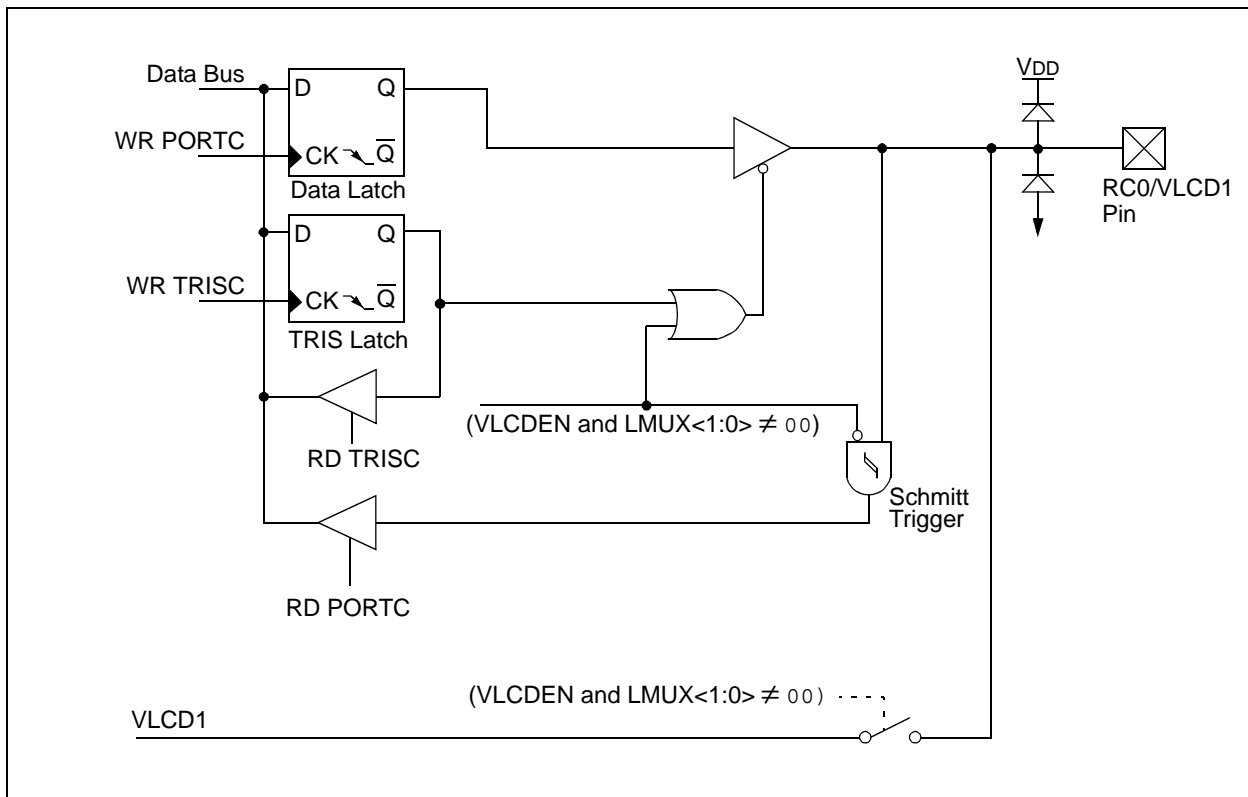 Data Bus
D Q
VDD
WR PORTC
CK Q̅
Data Latch
RC0/VLCD1
Pin
D Q
WR TRISC
CK Q̅
TRIS Latch
(VLCDEN and LMUX<1:0> ≠ 00)
RD TRISC
Schmitt
Trigger
RD PORTC
(VLCDEN and LMUX<1:0> ≠ 00)
VLCD1